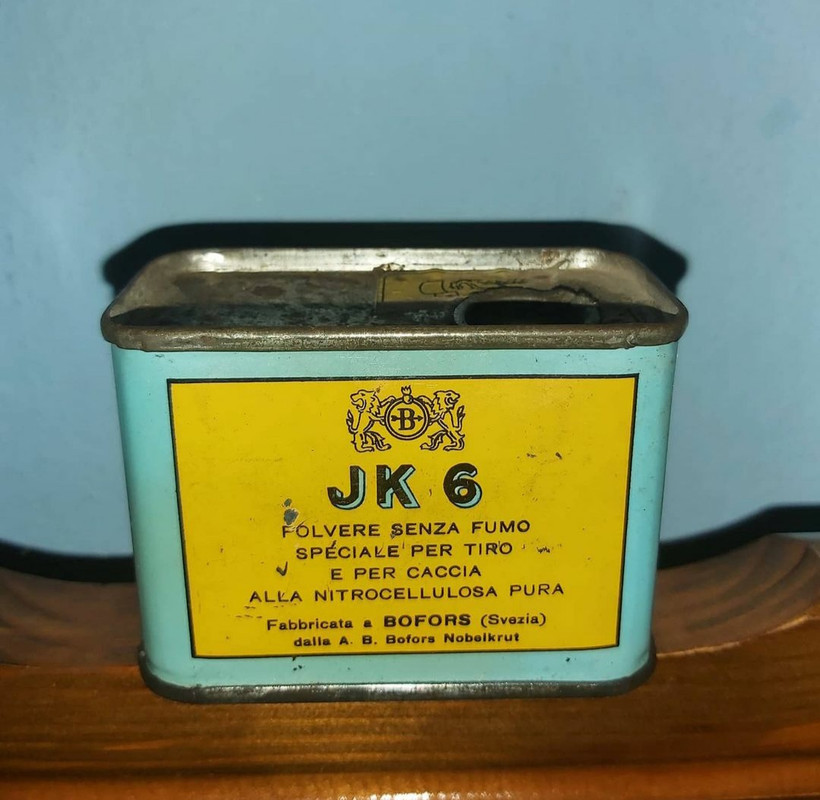 B
JK 6
POLVERE SENZA FUMO
SPECIALE PER TIRO
E PER CACCIA
ALLA NITROCELLULOSA PURA
Fabbricata a BOFORS (Svezia)
dalla A. B. Bofors Nobelkrut